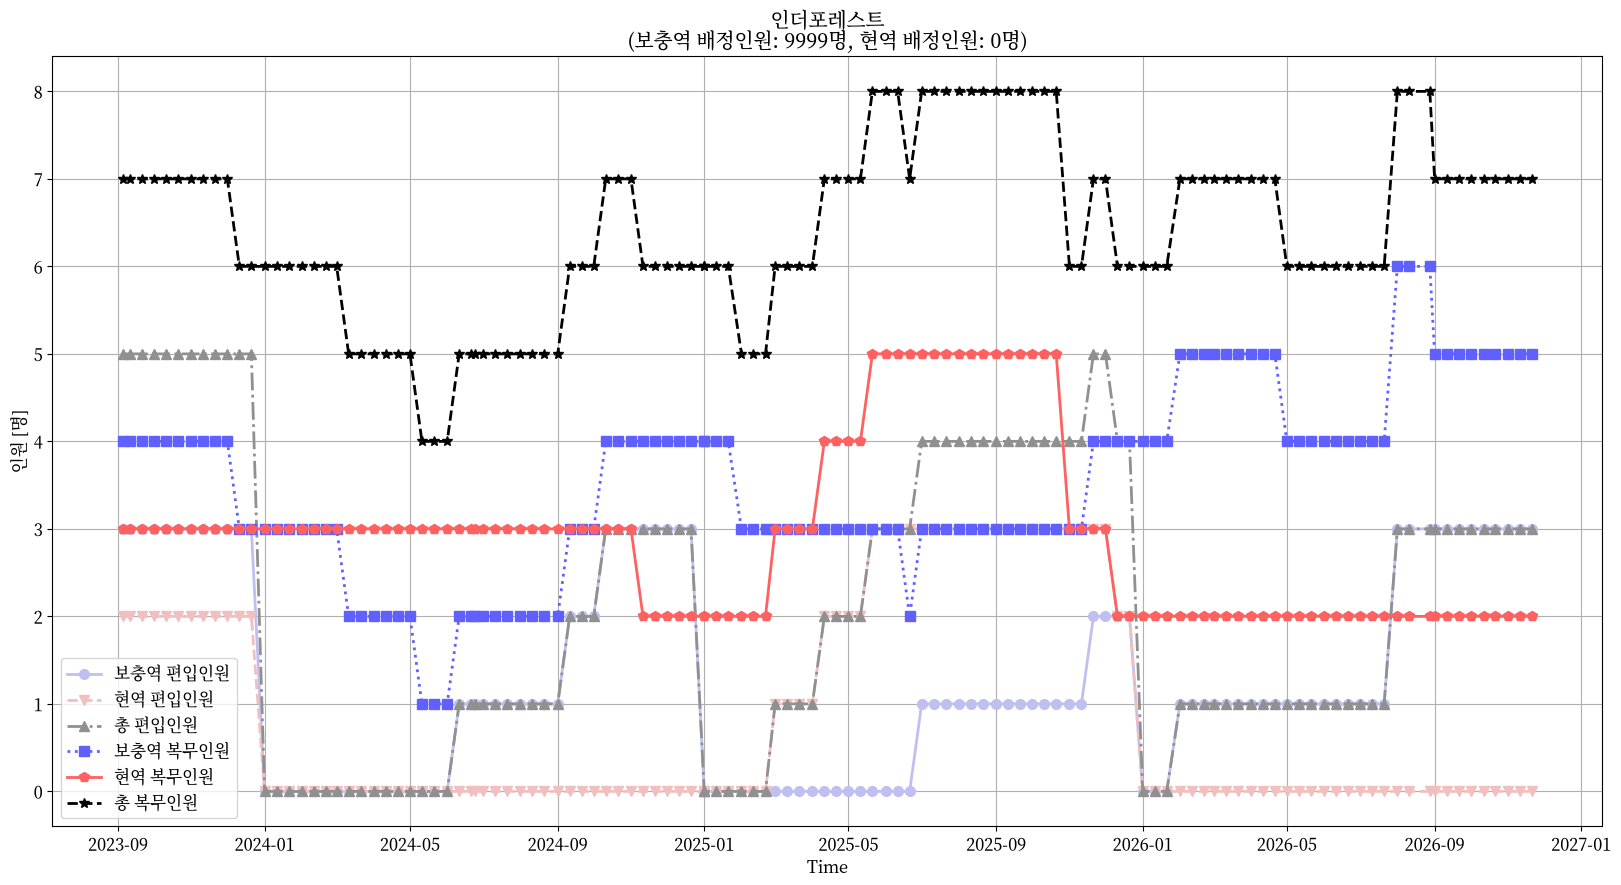 인더포레스트
(보충역 배정인원: 9999명, 현역 배정인원: 0명)
인원 [명]
8
7
6
5
4
3
2
1
0
보충역 편입인원
현역 편입인원
총 편입인원
보충역 복무인원
현역 복무인원
총 복무인원
2023-09
2024-01
2024-05
2024-09
2025-01
2025-05
2025-09
2026-01
2026-05
2026-09
2027-01
Time